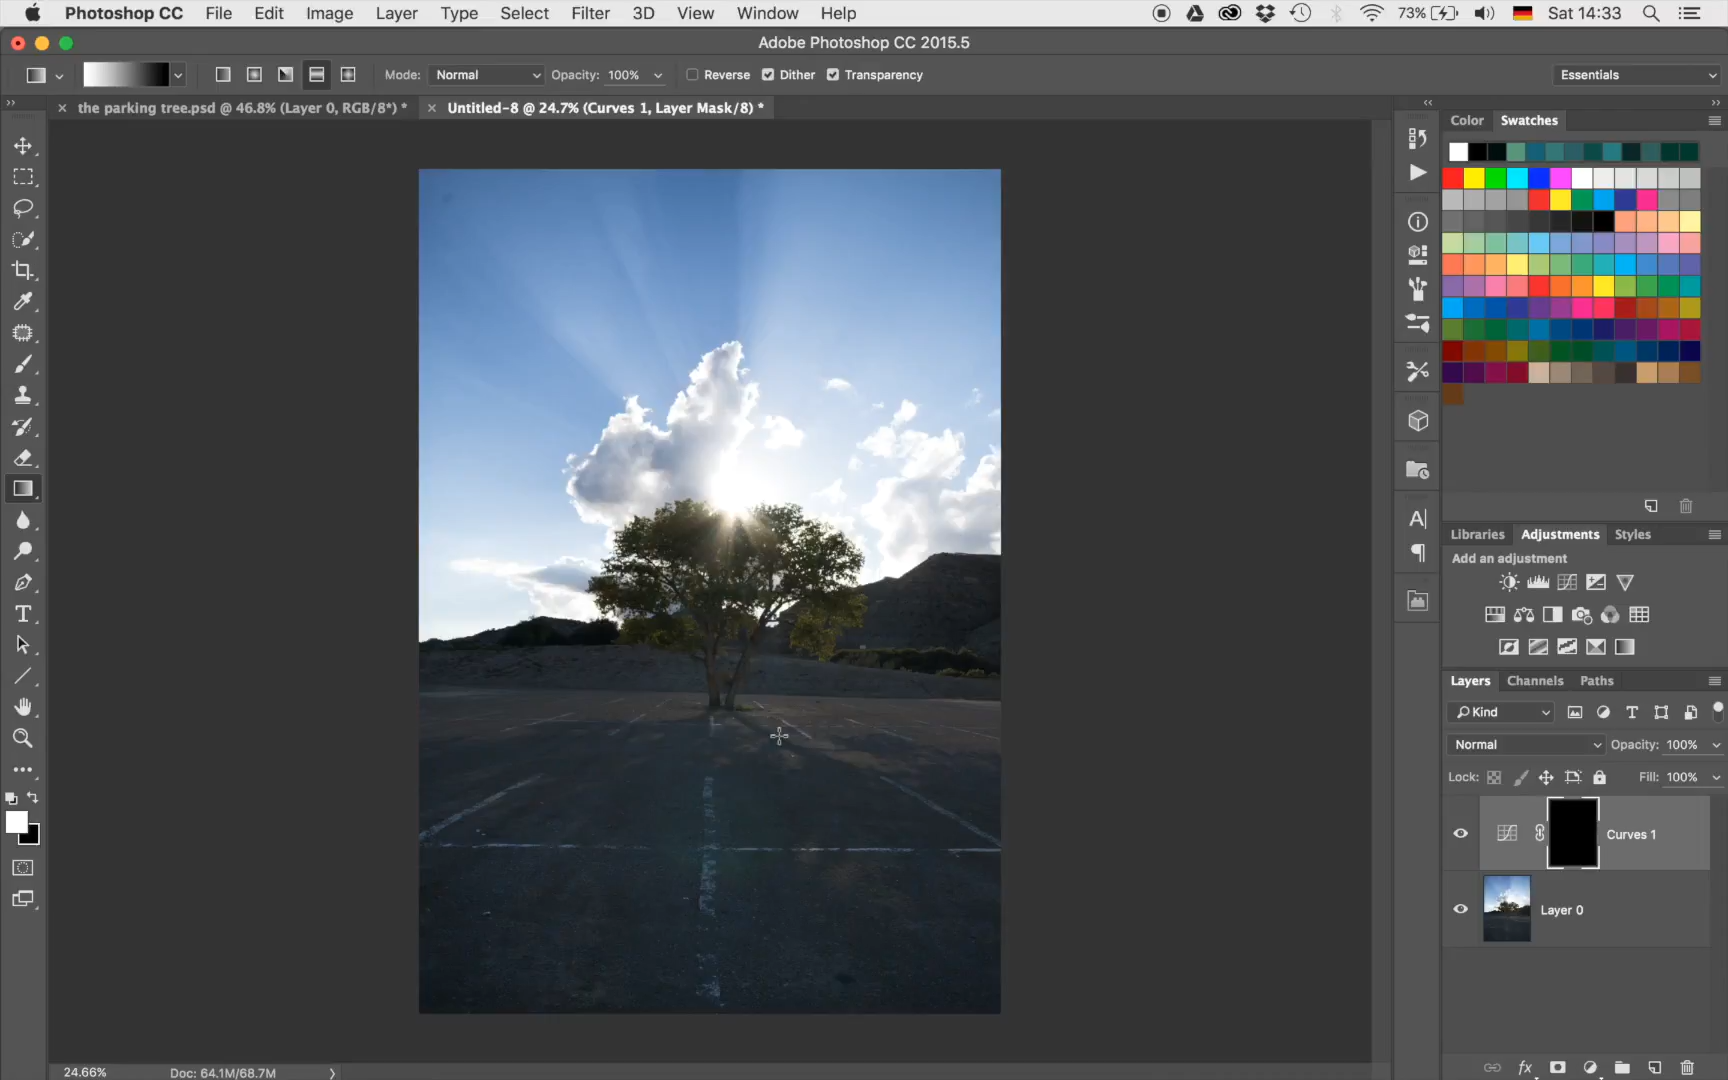 Photoshop CC File Edit Image Layer Type Select Filter 3D View Window Help 73% Sat 14:33
Adobe Photoshop CC 2015.5
Mode: Normal Opacity: 100% Reverse Dither Transparency Essentials
the parking tree.psd @ 46.8% (Layer 0, RGB/8*) * Untitled-8 @ 24.7% (Curves 1, Layer Mask/8) *
Color Swatches
Libraries Adjustments Styles
Add an adjustment
Layers Channels Paths
Kind
Normal Opacity: 100%
Lock: Fill: 100%
Curves 1
Layer 0
24.66% Doc: 64.1M/68.7M